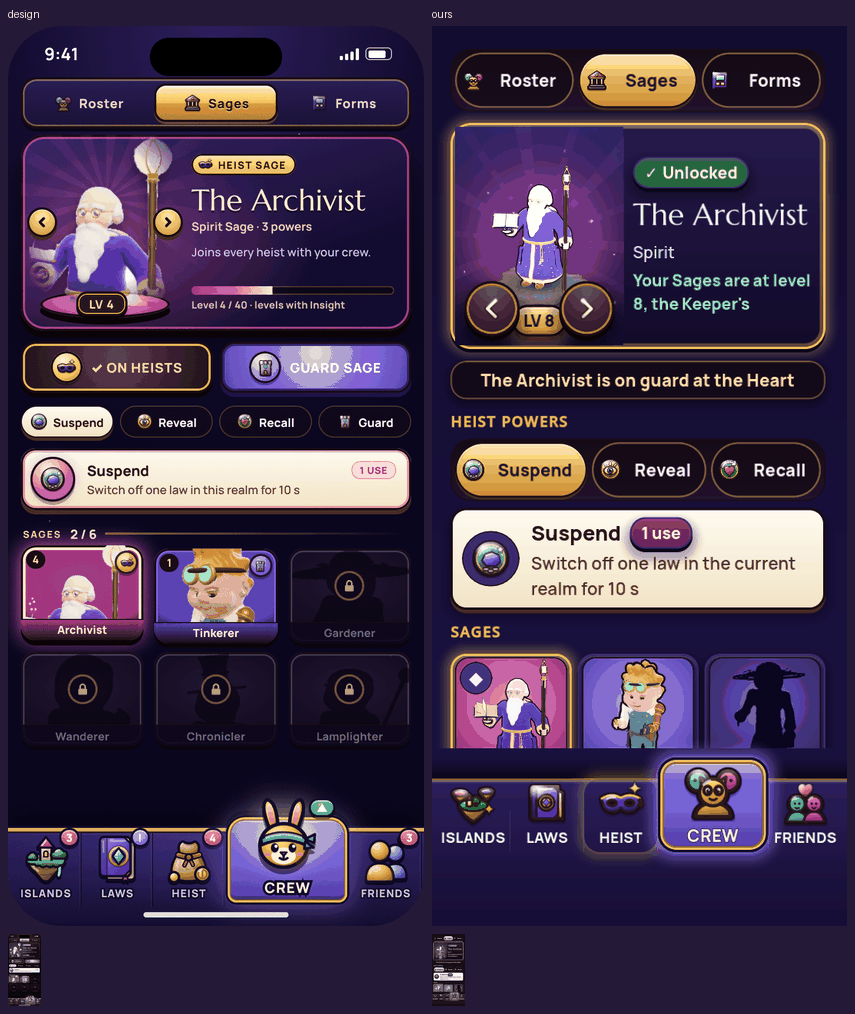 design
9:41
Roster
Sages
Forms
HEIST SAGE
The Archivist
Spirit Sage · 3 powers
Joins every heist with your crew.
LV 4
Level 4 / 40 · levels with Insight
✓ ON HEISTS
GUARD SAGE
Suspend
Reveal
Recall
Guard
Suspend
1 USE
Switch off one law in this realm for 10 s
SAGES 2 / 6
4
1
Archivist
Tinkerer
Gardener
Wanderer
Chronicler
Lamplighter
3
1
4
3
ISLANDS
LAWS
HEIST
CREW
FRIENDS
ours
Roster
Sages
Forms
✓ Unlocked
The Archivist
Spirit
Your Sages are at level
8, the Keeper's
LV 8
The Archivist is on guard at the Heart
HEIST POWERS
Suspend
Reveal
Recall
Suspend
1 use
Switch off one law in the current
realm for 10 s
SAGES
ISLANDS
LAWS
HEIST
CREW
FRIENDS